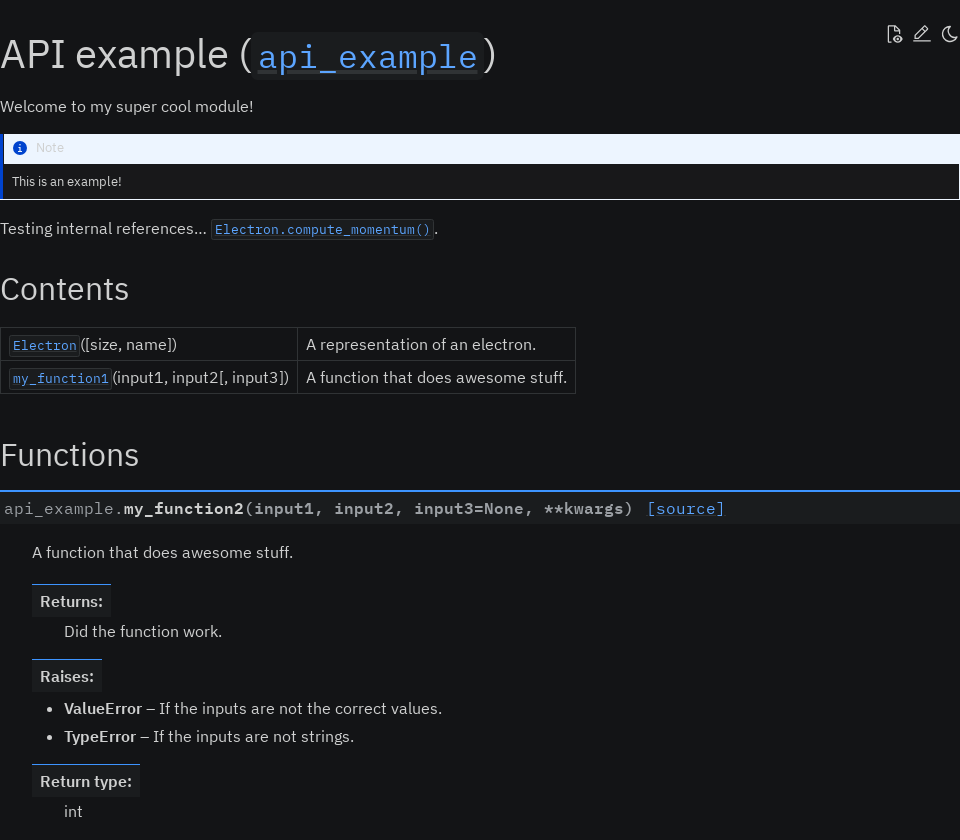 API example (api_example)
Welcome to my super cool module!
Note
This is an example!
Testing internal references… Electron.compute_momentum().
Contents
Electron([size, name]) A representation of an electron.
my_function1(input1, input2[, input3]) A function that does awesome stuff.
Functions
api_example.my_function2(input1, input2, input3=None, **kwargs) [source]
A function that does awesome stuff.
Returns:
Did the function work.
Raises:
• ValueError – If the inputs are not the correct values.
• TypeError – If the inputs are not strings.
Return type:
int